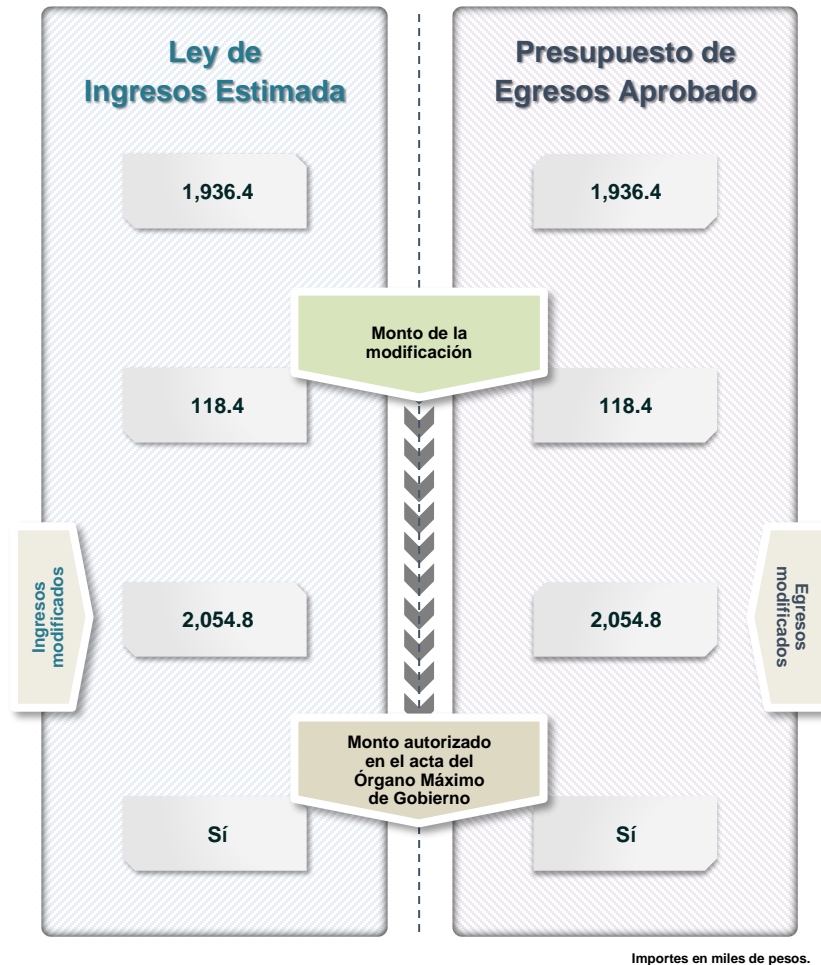 Ley de
Ingresos Estimada
Presupuesto de
Egresos Aprobado
1,936.4
1,936.4
Monto de la
modificación
118.4
118.4
Ingresos
modificados
2,054.8
2,054.8
Egresos
modificados
Monto autorizado
en el acta del
Órgano Máximo
de Gobierno
Sí
Sí
Importes en miles de pesos.